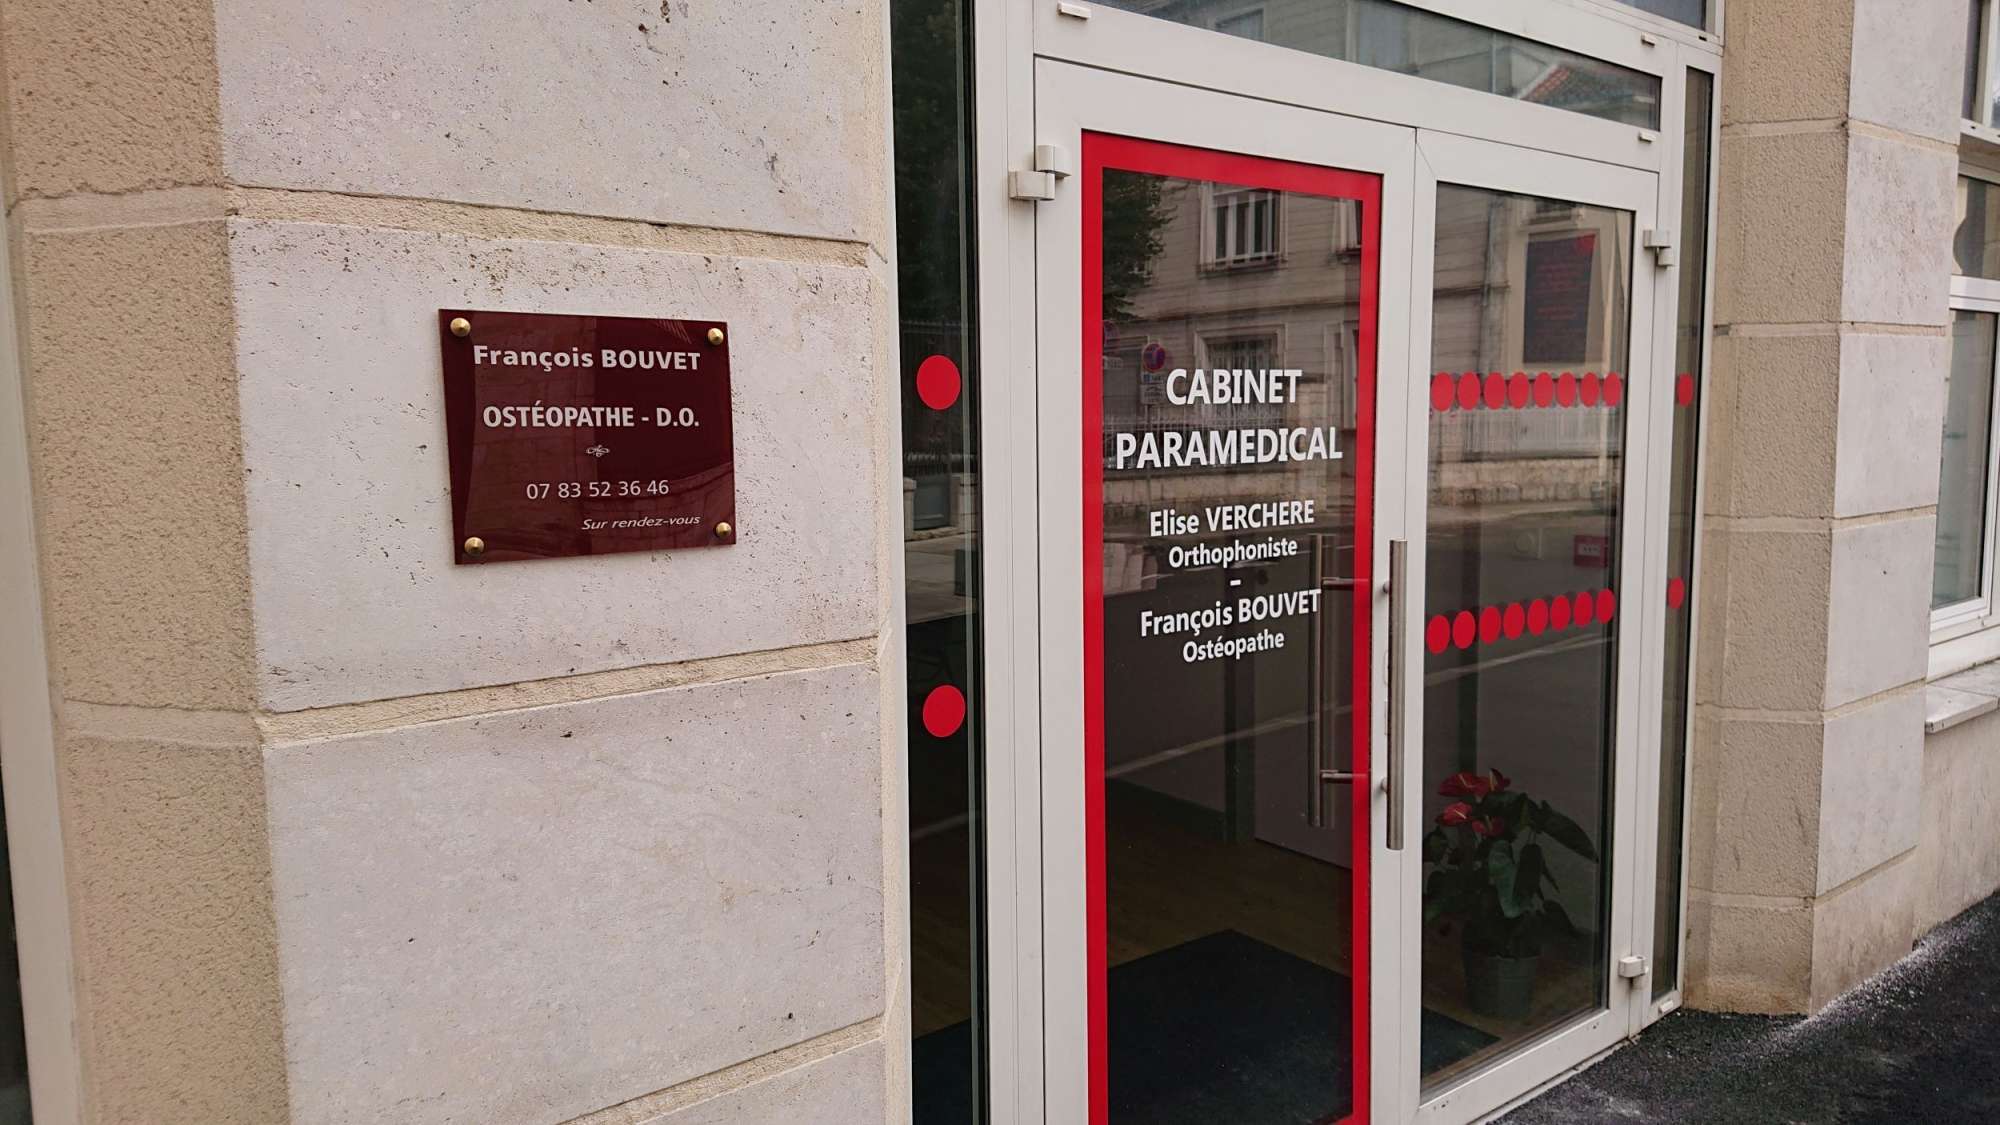 François BOUVET
OSTÉOPATHE - D.O.
07 83 52 36 46
Sur rendez-vous
CABINET
PARAMEDICAL
Elise VERCHERE
Orthophoniste
-
François BOUVET
Ostéopathe